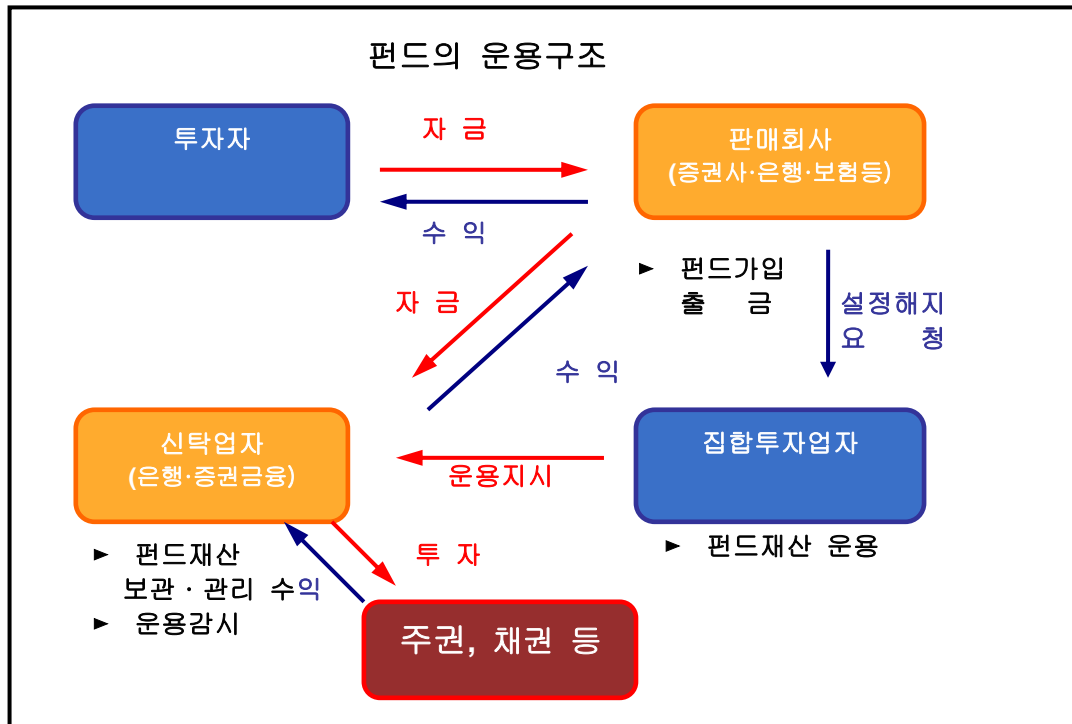 펀드의 운용구조
투자자
자 금
판매회사
(증권사·은행·보험등)
수 익
자 금
► 펀드가입
출 금
설정해지
요 청
수 익
신탁업자
(은행·증권금융)
운용지시
집합투자업자
► 펀드재산
보관 · 관리 수익
► 운용감시
투 자
► 펀드재산 운용
주권, 채권 등